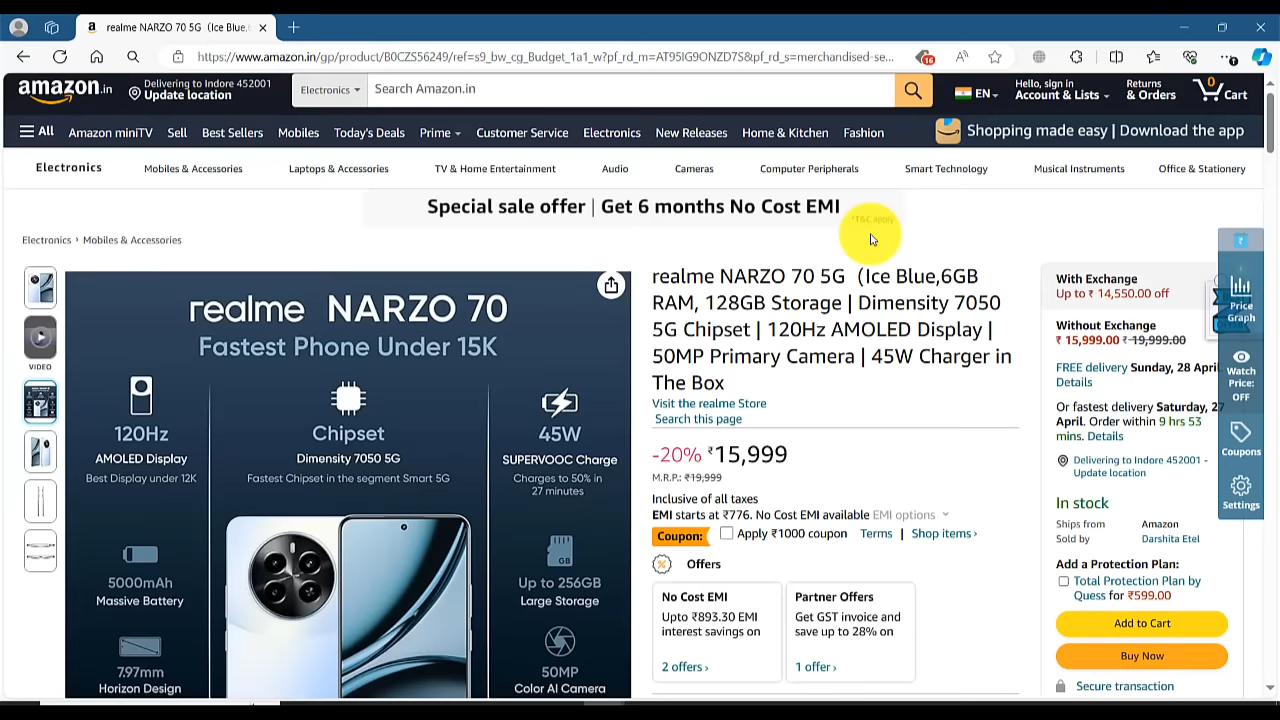 realme NARZO 70 5G (Ice Blue,6
https://www.amazon.in/gp/product/B0CZS56249/ref=s9_bw_cg_Budget_1a1_w?pf_rd_m=AT95IG9ONZD7S&pf_rd_s=merchandised-se...
16
amazon.in
Delivering to Indore 452001
Update location
Electronics
Search Amazon.in
EN
Hello, sign in
Account & Lists
Returns
& Orders
0
Cart
All
Amazon miniTV
Sell
Best Sellers
Mobiles
Today's Deals
Prime
Customer Service
Electronics
New Releases
Home & Kitchen
Fashion
Shopping made easy | Download the app
Electronics
Mobiles & Accessories
Laptops & Accessories
TV & Home Entertainment
Audio
Cameras
Computer Peripherals
Smart Technology
Musical Instruments
Office & Stationery
Special sale offer | Get 6 months No Cost EMI
*T&C apply
Electronics › Mobiles & Accessories
VIDEO
realme NARZO 70
Fastest Phone Under 15K
120Hz
AMOLED Display
Best Display under 12K
Chipset
Dimensity 7050 5G
Fastest Chipset in the segment Smart 5G
45W
SUPERVOOC Charge
Charges to 50% in
27 minutes
5000mAh
Massive Battery
7.97mm
Horizon Design
GB
Up to 256GB
Large Storage
50MP
Color AI Camera
realme NARZO 70 5G (Ice Blue,6GB
RAM, 128GB Storage | Dimensity 7050
5G Chipset | 120Hz AMOLED Display |
50MP Primary Camera | 45W Charger in
The Box
Visit the realme Store
Search this page
-20% ₹15,999
M.R.P.: ₹19,999
Inclusive of all taxes
EMI starts at ₹776. No Cost EMI available EMI options
Coupon: Apply ₹1000 coupon Terms | Shop items›
Offers
No Cost EMI
Upto ₹893.30 EMI
interest savings on
2 offers›
Partner Offers
Get GST invoice and
save up to 28% on
1 offer›
With Exchange
Up to ₹ 14,550.00 off
Without Exchange
₹ 15,999.00 ₹ 19,999.00
FREE delivery Sunday, 28 April
Details
Or fastest delivery Saturday, 27
April. Order within 9 hrs 53
mins. Details
Delivering to Indore 452001 -
Update location
In stock
Ships from Amazon
Sold by Darshita Etel
Add a Protection Plan:
Total Protection Plan by
Quess for ₹599.00
Add to Cart
Buy Now
Secure transaction
₹
Price
Graph
Watch
Price:
OFF
Coupons
Settings